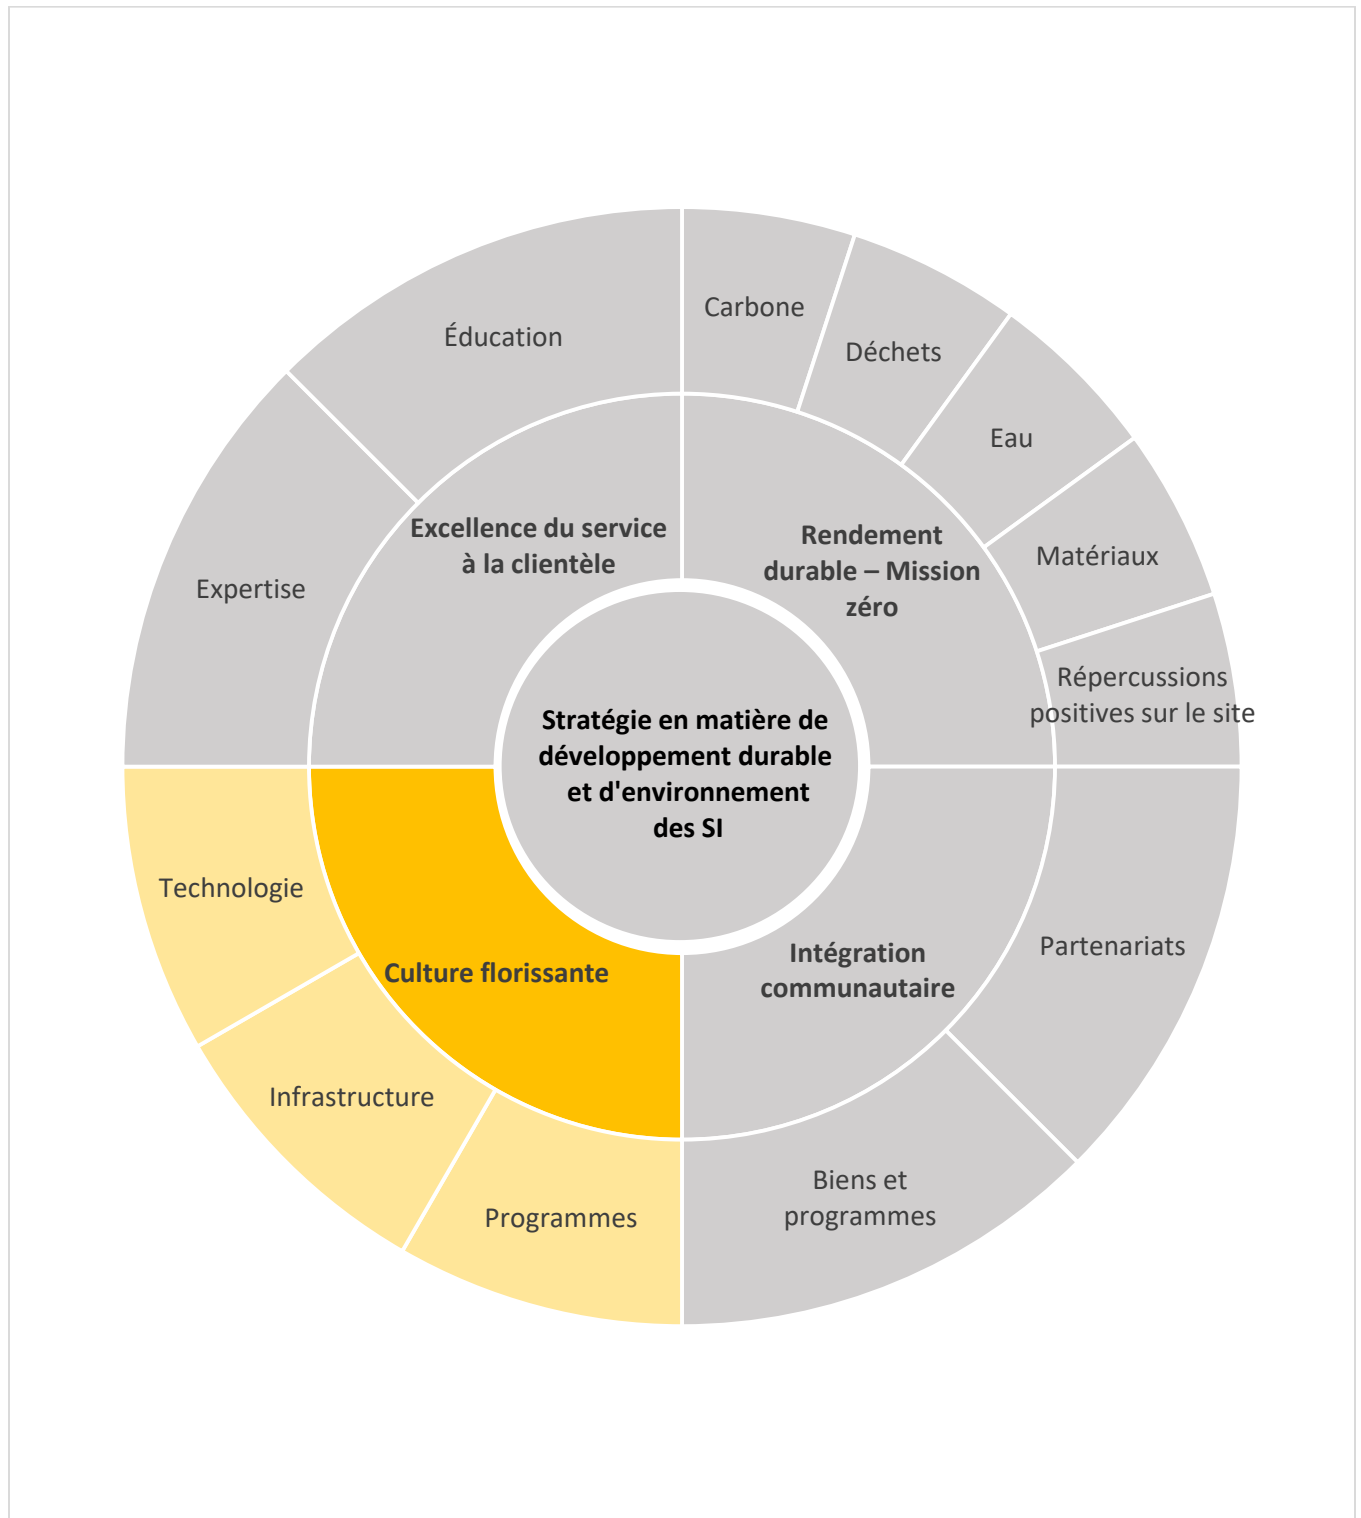 Carbone
Déchets
Eau
Matériaux
Répercussions
positives sur le site
Partenariats
Biens et
programmes
Programmes
Infrastructure
Technologie
Expertise
Éducation
Excellence du service
à la clientèle
Rendement
durable – Mission
zéro
Intégration
communautaire
Culture florissante
Stratégie en matière de
développement durable
et d'environnement
des SI